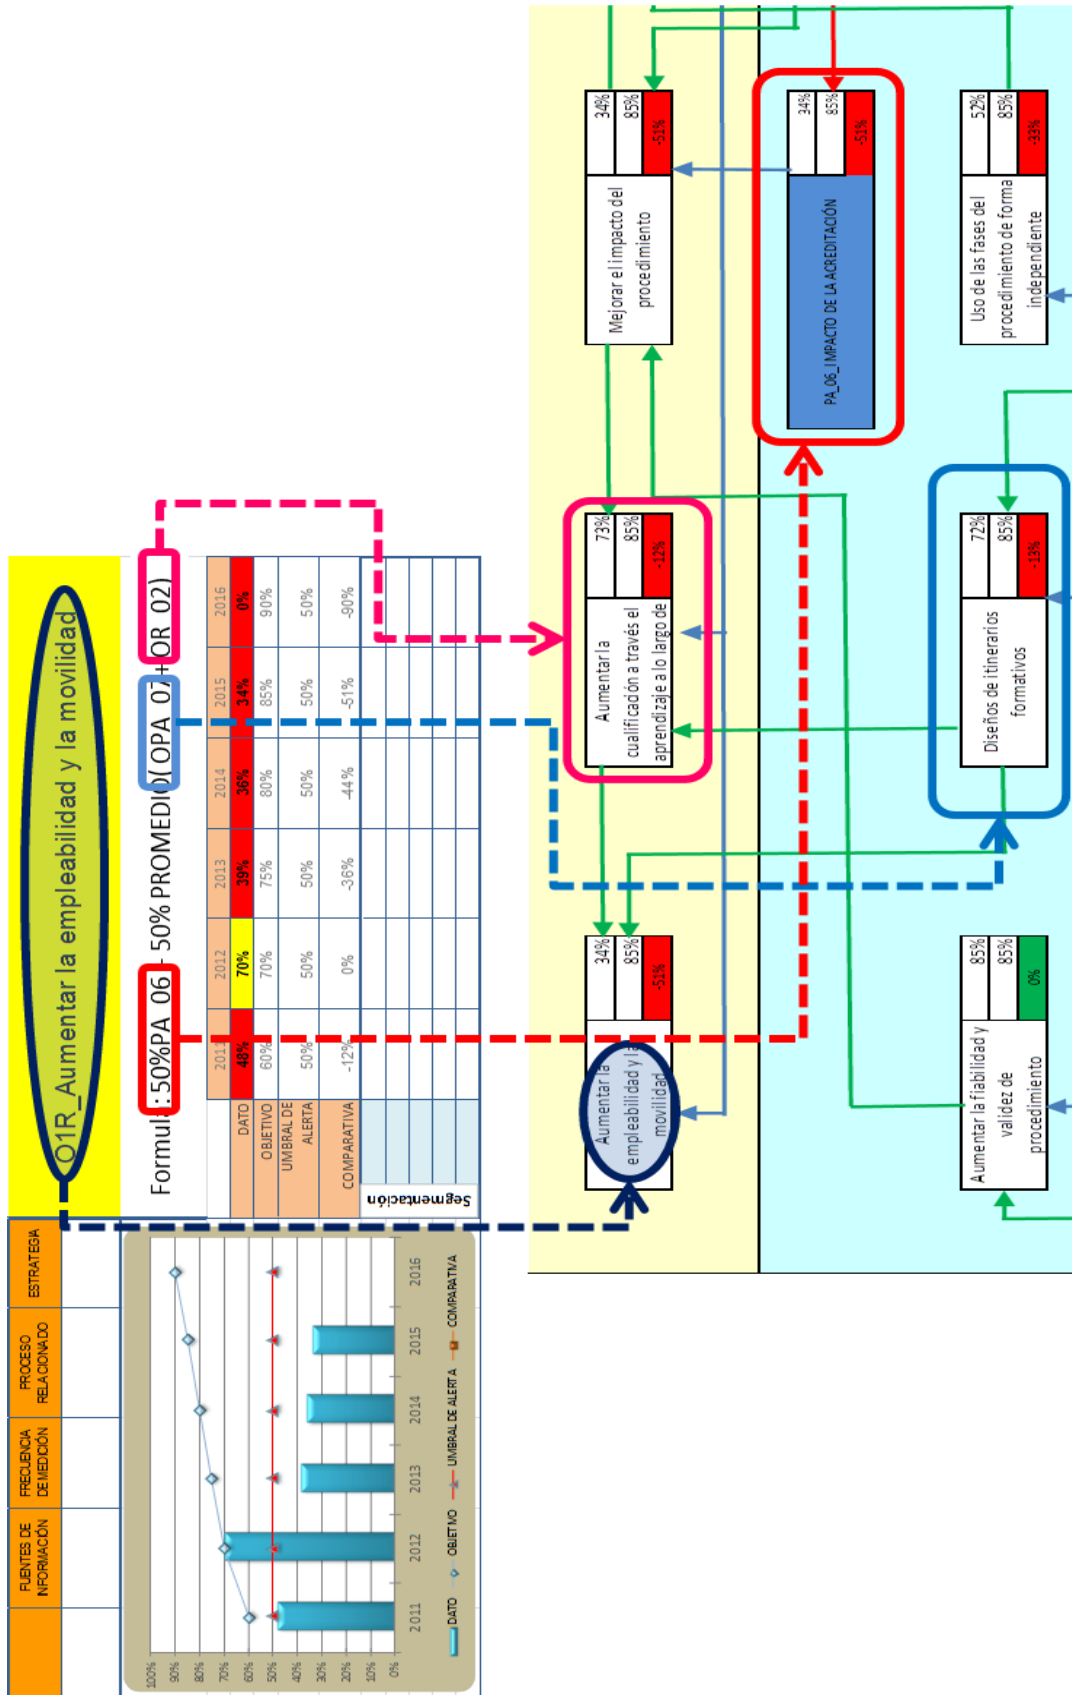 FUENTES DE
INFORMACIÓN
FRECUENCIA
DE MEDICIÓN
PROCESO
RELACIONADO
ESTRATEGIA
O1R_Aumentar la empleabilidad y la movilidad
Formula:50%PA 06 - 50% PROMEDIO(OPA 07+OR 02)
2011 2012 2013 2014 2015 2016
DATO 48% 70% 39% 36% 34% 0%
OBJETIVO 60% 70% 75% 80% 85% 90%
UMBRAL DE
ALERTA 50% 50% 50% 50% 50% 50%
COMPARATIVA -12% 0% -36% -44% -51% -90%
Segmentación
100%
90%
80%
70%
60%
50%
40%
30%
20%
10%
0%
2011 2012 2013 2014 2015 2016
DATO OBJETIVO UMBRAL DE ALERTA COMPARATIVA
Aumentar la
empleabilidad y la
movilidad
34%
85%
-51%
Aumentar la
cualificación a través el
aprendizaje a lo largo de
73%
85%
-12%
Mejorar el impacto del
procedimiento
34%
85%
-51%
PA_06_IMPACTO DE LA ACREDITACIÓN
34%
85%
-51%
Aumentar la fiabilidad y
validez de
procedimiento
85%
85%
0%
Diseños de itinerarios
formativos
72%
85%
-13%
Uso de las fases del
procedimiento de forma
independiente
52%
85%
-33%